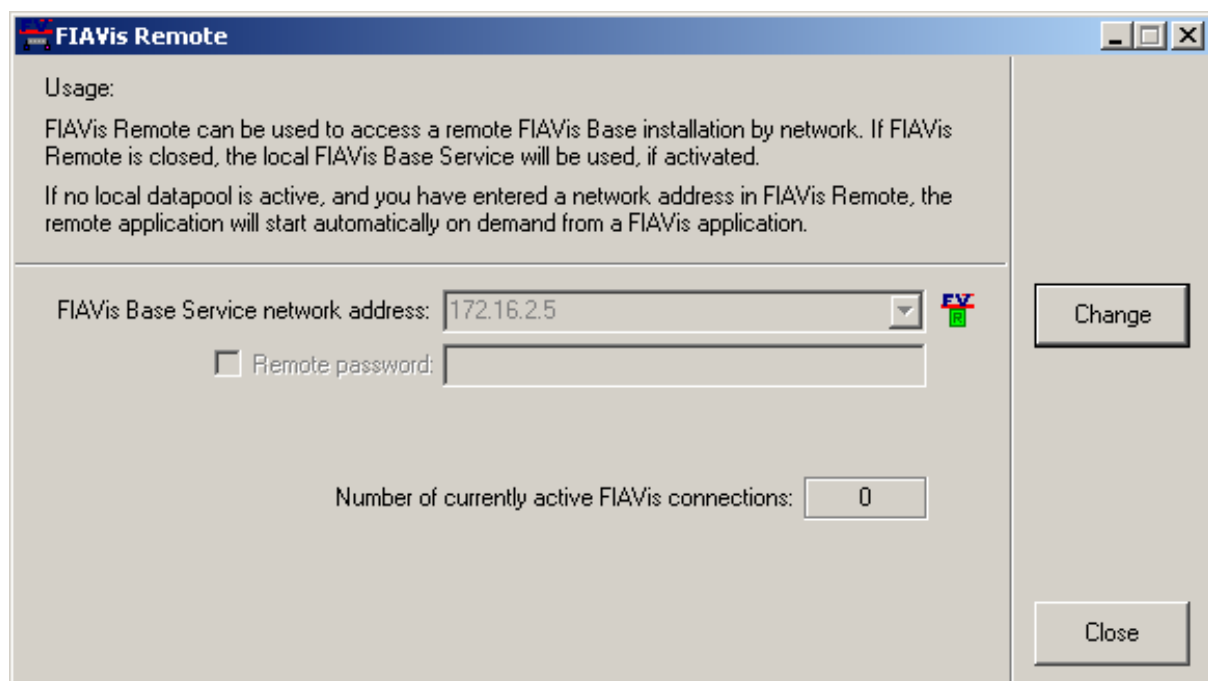 FIAVis Remote
Usage:
FIAVis Remote can be used to access a remote FIAVis Base installation by network. If FIAVis
Remote is closed, the local FIAVis Base Service will be used, if activated.
If no local datapool is active, and you have entered a network address in FIAVis Remote, the
remote application will start automatically on demand from a FIAVis application.
FIAVis Base Service network address: 172.16.2.5 FV R Change
Remote password:
Number of currently active FIAVis connections: 0
Close